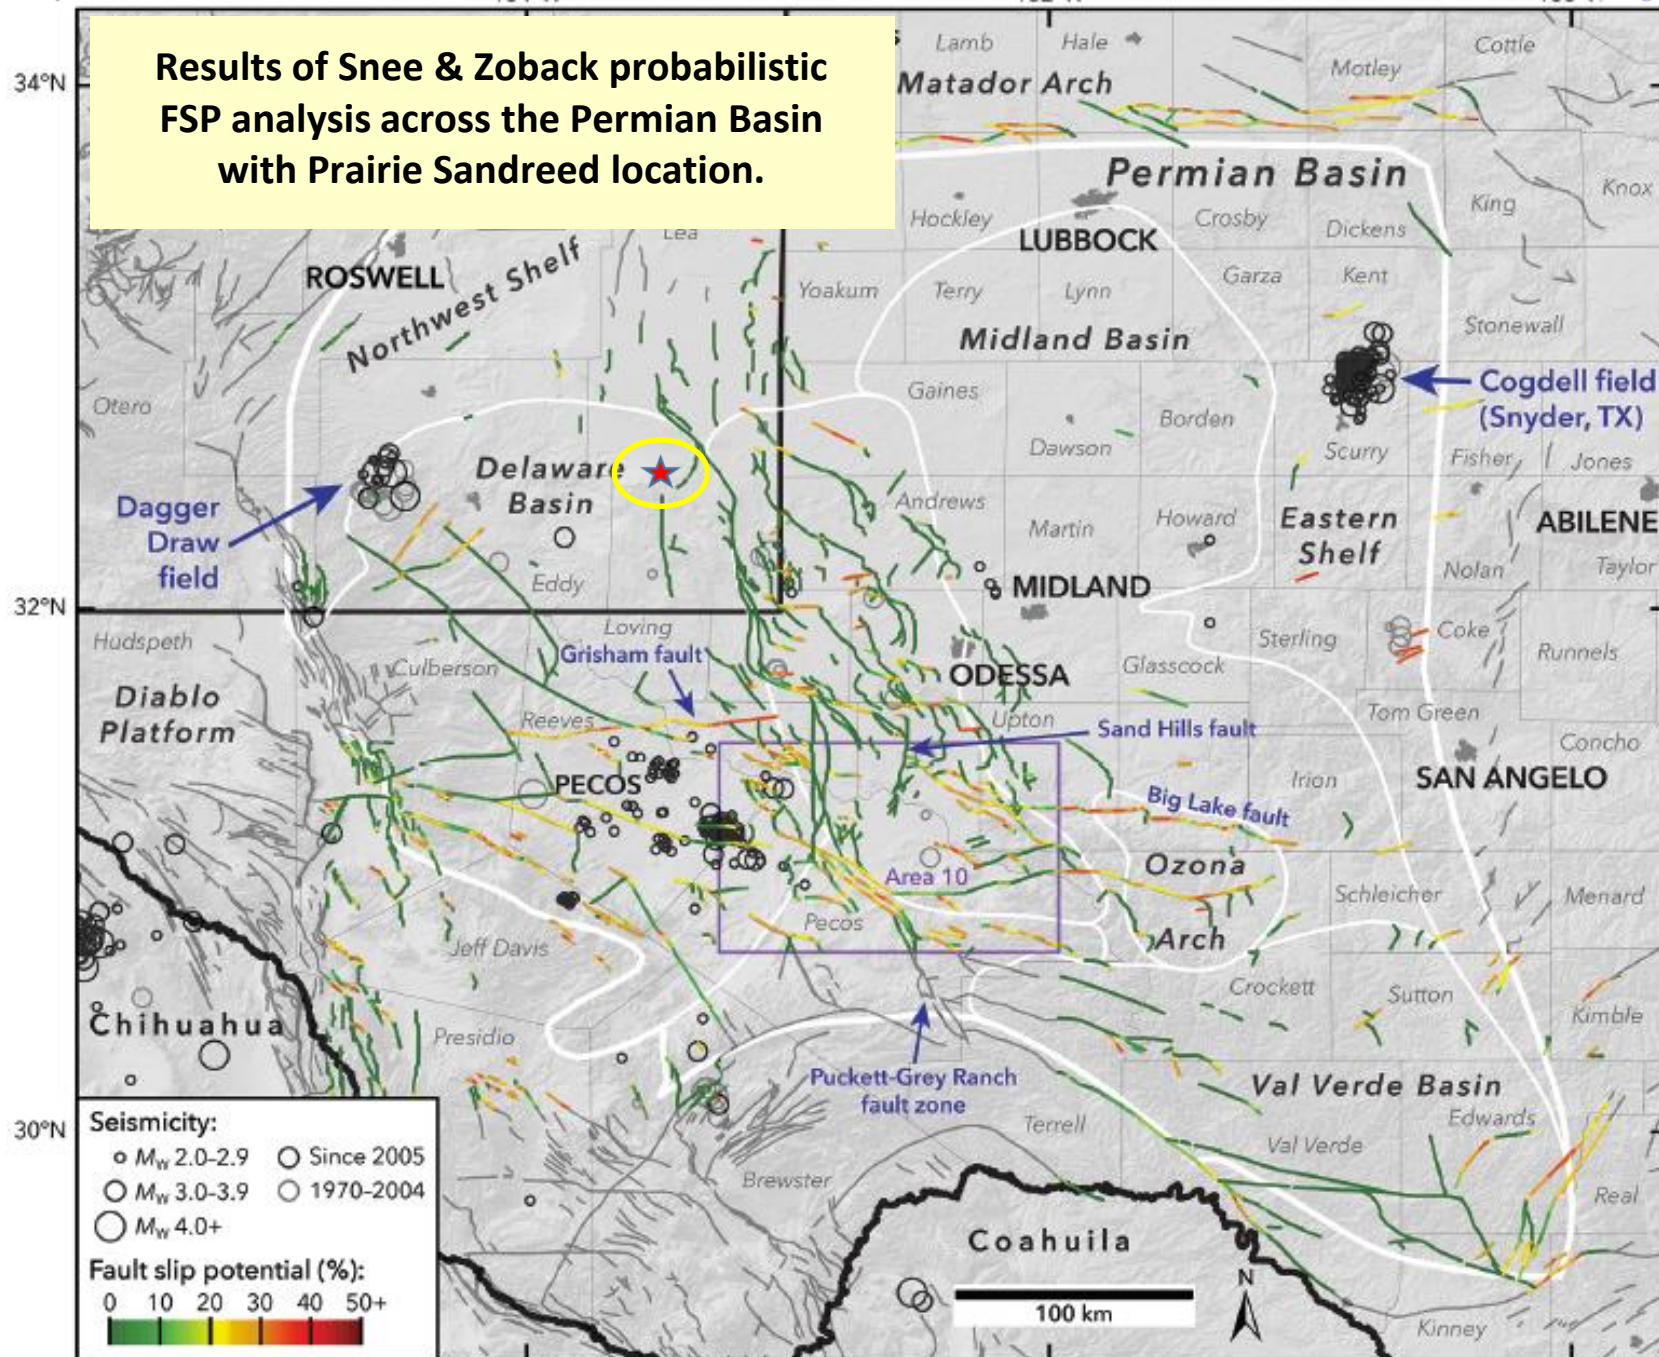 Results of Snee & Zoback probabilistic
FSP analysis across the Permian Basin
with Prairie Sandreed location.
34°N
32°N
30°N
Lamb
Hale
Cottle
Motley
Matador Arch
Permian Basin
Knox
King
Hockley
Crosby
Dickens
LUBBOCK
Lea
ROSWELL
Northwest Shelf
Yoakum
Terry
Lynn
Garza
Kent
Stonewall
Midland Basin
Otero
Gaines
Cogdell field
(Snyder, TX)
Dawson
Borden
Scurry
Fisher
Jones
Delaware
Basin
Dagger
Draw
field
Andrews
Martin
Howard
Eastern
Shelf
ABILENE
Nolan
Taylor
Eddy
MIDLAND
Hudspeth
Loving
Grisham fault
Culberson
ODESSA
Glasscock
Sterling
Coke
Runnels
Diablo
Platform
Reeves
Upton
Sand Hills fault
Tom Green
Concho
PECOS
Irion
SAN ANGELO
Big Lake fault
Area 10
Ozona
Arch
Schleicher
Menard
Pecos
Jeff Davis
Crockett
Sutton
Kimble
Chihuahua
Presidio
Puckett-Grey Ranch
fault zone
Val Verde Basin
Terrell
Edwards
Val Verde
Brewster
Real
Coahuila
Kinney
N
100 km
Seismicity:
Mw 2.0-2.9
Since 2005
Mw 3.0-3.9
1970-2004
Mw 4.0+
Fault slip potential (%):
0 10 20 30 40 50+